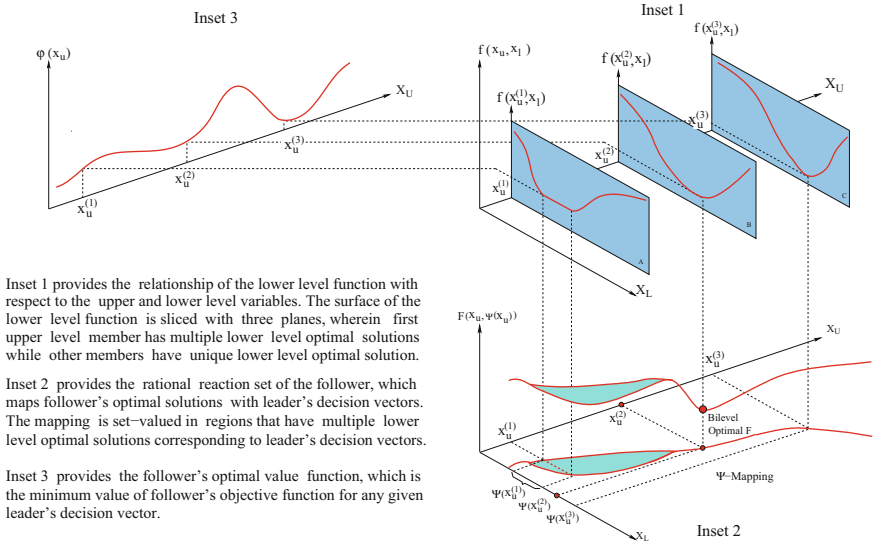 Inset 3
φ(x_u)
X_U
x_u^(1)
x_u^(2)
x_u^(3)
Inset 1
f(x_u,x_l)
f(x_u^(1),x_l)
f(x_u^(2),x_l)
f(x_u^(3),x_l)
X_U
x_u^(1)
x_u^(2)
x_u^(3)
A
B
C
X_L
Inset 1 provides the relationship of the lower level function with
respect to the upper and lower level variables. The surface of the
lower level function is sliced with three planes, wherein first
upper level member has multiple lower level optimal solutions
while other members have unique lower level optimal solution.
Inset 2 provides the rational reaction set of the follower, which
maps follower's optimal solutions with leader's decision vectors.
The mapping is set−valued in regions that have multiple lower
level optimal solutions corresponding to leader's decision vectors.
Inset 3 provides the follower's optimal value function, which is
the minimum value of follower's objective function for any given
leader's decision vector.
F(x_u,Ψ(x_u))
X_U
x_u^(3)
x_u^(2)
x_u^(1)
Bilevel
Optimal F
Ψ−Mapping
Ψ(x_u^(1))
Ψ(x_u^(2))
Ψ(x_u^(3))
X_L
Inset 2